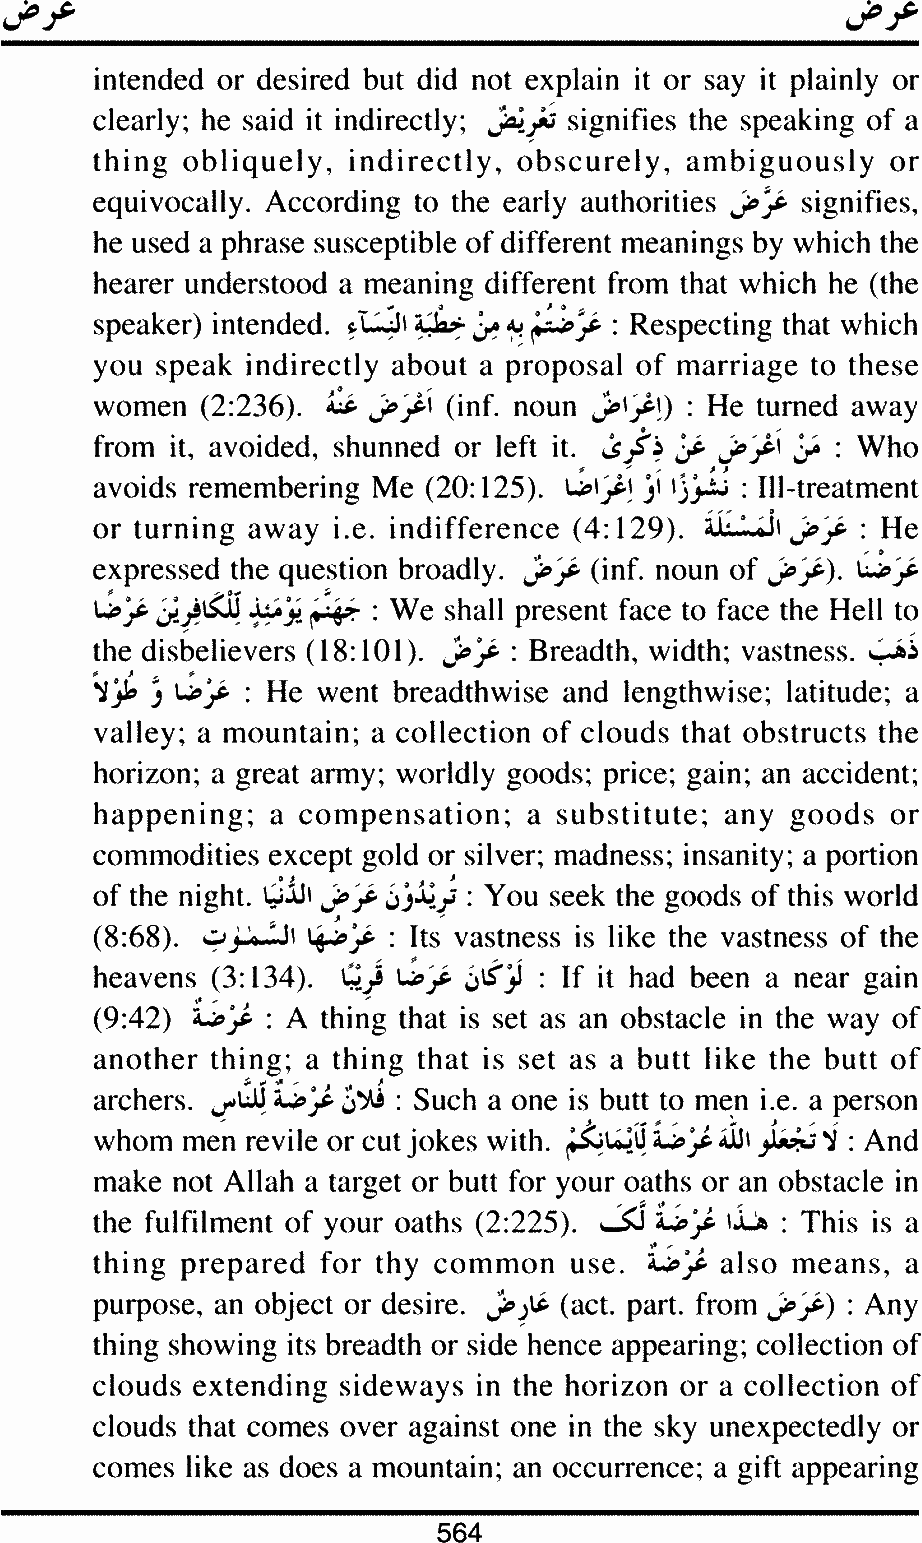 عرض عرض
intended or desired but did not explain it or say it plainly or
clearly; he said it indirectly; تَعْرِيْضٌ signifies the speaking of a
thing obliquely, indirectly, obscurely, ambiguously or
equivocally. According to the early authorities عَرَّضَ signifies,
he used a phrase susceptible of different meanings by which the
hearer understood a meaning different from that which he (the
speaker) intended. عَرَّضْتُمْ بِهٖ مِنْ خِطْبَةِ النِّسَآءِ : Respecting that which
you speak indirectly about a proposal of marriage to these
women (2:236). اَعْرَضَ عَنْهُ (inf. noun اِعْرَاضٌ) : He turned away
from it, avoided, shunned or left it. مَنْ اَعْرَضَ عَنْ ذِكْرِىْ : Who
avoids remembering Me (20:125). نُشُوْزًا اَوْ اِعْرَاضًا : Ill-treatment
or turning away i.e. indifference (4:129). عَرَضَ الْمَسْئَلَةَ : He
expressed the question broadly. عَرْضٌ (inf. noun of عَرَضَ). عَرَضْنَا
جَهَنَّمَ يَوْمَئِذٍ لِّلْكَافِرِيْنَ عَرْضًا : We shall present face to face the Hell to
the disbelievers (18:101). عَرْضٌ : Breadth, width; vastness. ذَهَبَ
عَرْضًا وَّ طُوْلاً : He went breadthwise and lengthwise; latitude; a
valley; a mountain; a collection of clouds that obstructs the
horizon; a great army; worldly goods; price; gain; an accident;
happening; a compensation; a substitute; any goods or
commodities except gold or silver; madness; insanity; a portion
of the night. تُرِيْدُوْنَ عَرَضَ الدُّنْيَا : You seek the goods of this world
(8:68). عَرْضُهَا السَّمٰوٰتِ : Its vastness is like the vastness of the
heavens (3:134). لَوْ كَانَ عَرَضًا قَرِيْبًا : If it had been a near gain
(9:42) عُرْضَةٌ : A thing that is set as an obstacle in the way of
another thing; a thing that is set as a butt like the butt of
archers. فُلَانٌ عُرْضَةٌ لِلنَّاسِ : Such a one is butt to men i.e. a person
whom men revile or cut jokes with. لَا تَجْعَلُو اللّٰهَ عُرْضَةً لِّاَيْمَانِكُمْ : And
make not Allah a target or butt for your oaths or an obstacle in
the fulfilment of your oaths (2:225). هٰذَا عُرْضَةٌ لَّكَ : This is a
thing prepared for thy common use. عُرْضَةٌ also means, a
purpose, an object or desire. عَارِضٌ (act. part. from عَرَضَ) : Any
thing showing its breadth or side hence appearing; collection of
clouds extending sideways in the horizon or a collection of
clouds that comes over against one in the sky unexpectedly or
comes like as does a mountain; an occurrence; a gift appearing
564